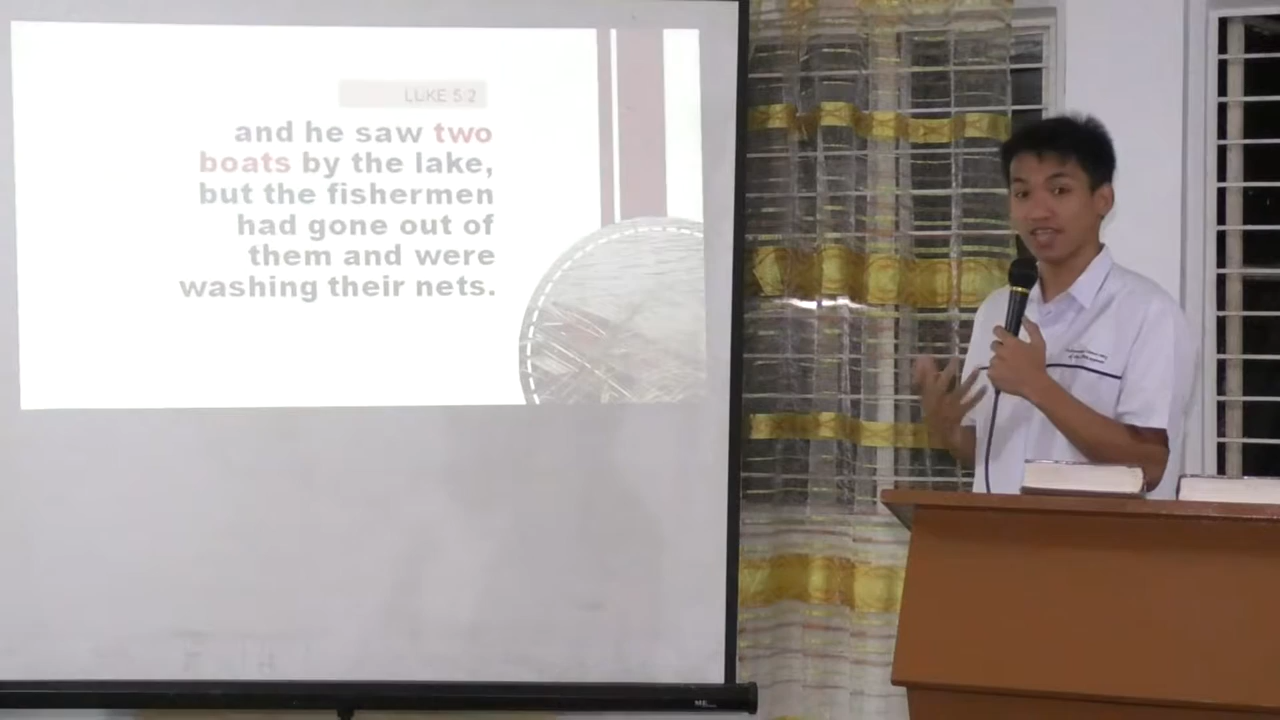 LUKE 5:2
and he saw two
boats by the lake,
but the fishermen
had gone out of
them and were
washing their nets.